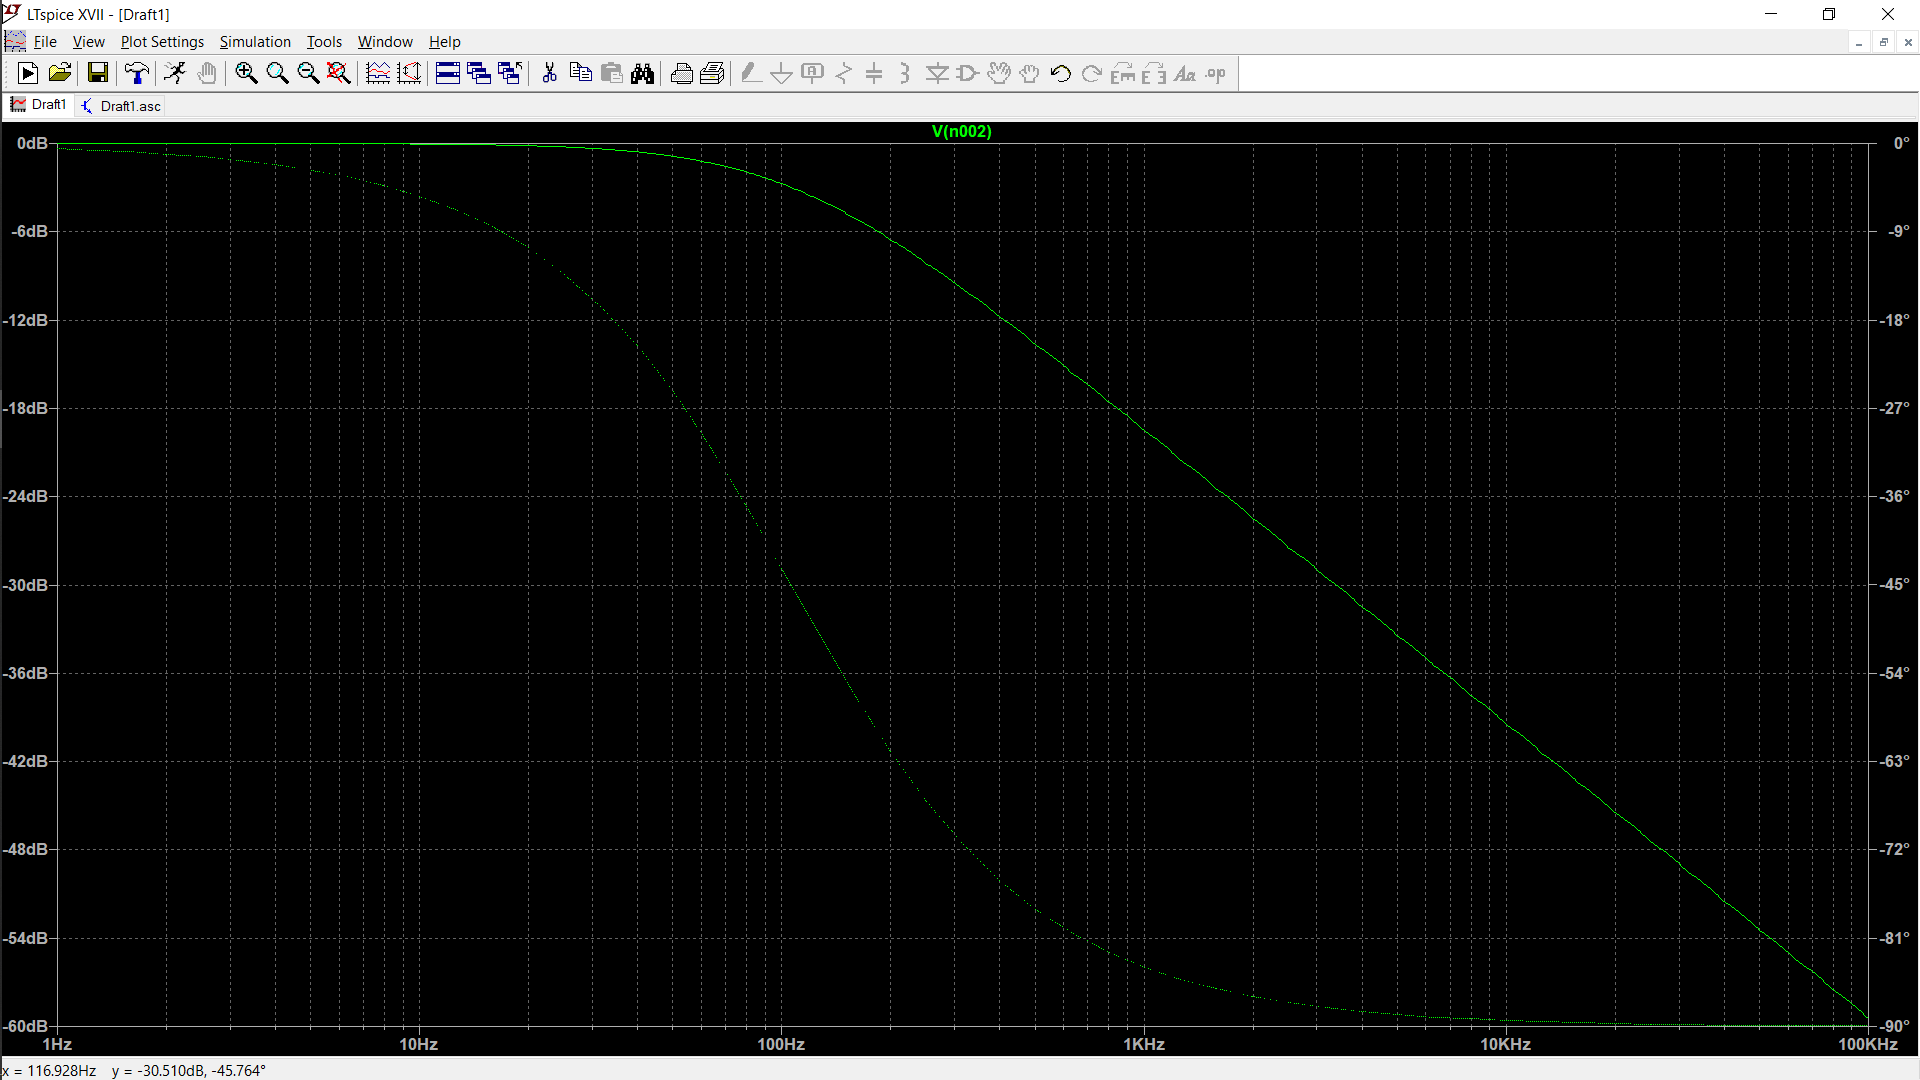 LTspice XVII - [Draft1]
File View Plot Settings Simulation Tools Window Help
Aa .op
Draft1 Draft1.asc
V(n002)
0dB 0°
-6dB -9°
-12dB -18°
-18dB -27°
-24dB -36°
-30dB -45°
-36dB -54°
-42dB -63°
-48dB -72°
-54dB -81°
-60dB -90°
1Hz 10Hz 100Hz 1KHz 10KHz 100KHz
x = 116.928Hz y = -30.510dB, -45.764°